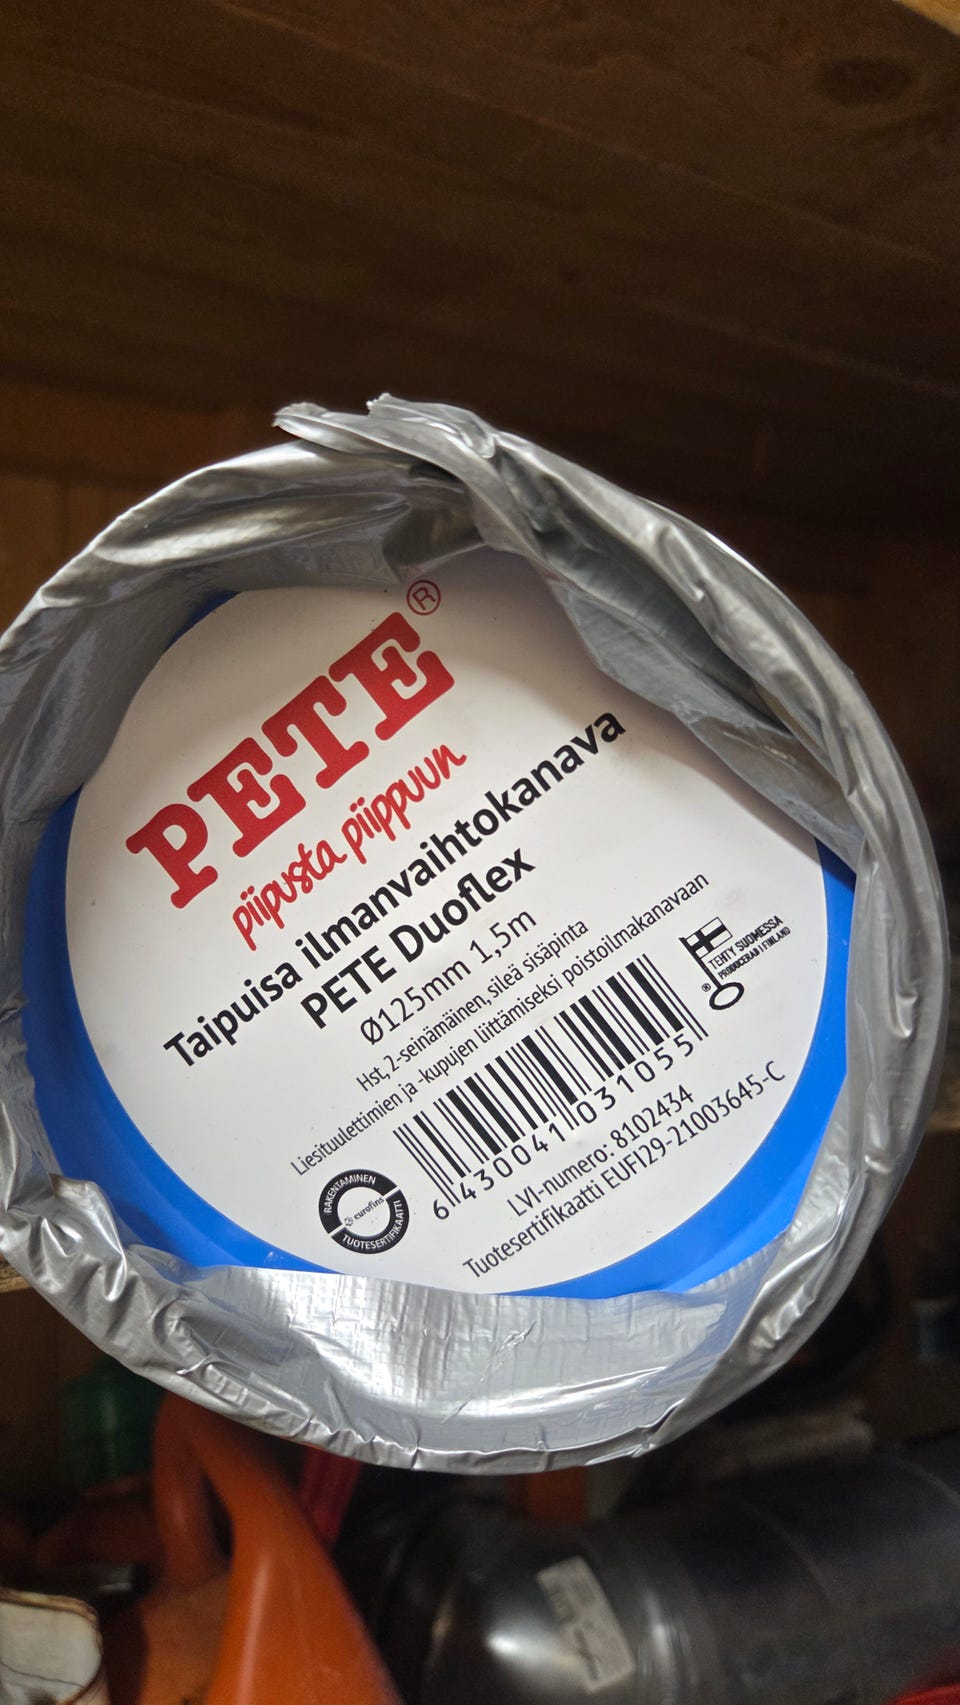 PETE®
piipusta piippuun
Taipuisa ilmanvaihtokanava
PETE Duoflex
Ø125mm 1,5m
Hst, 2-seinämäinen, sileä sisäpinta
Liesituulettimien ja -kupujen liittämiseksi poistoilmakanavaan
TEHTY SUOMESSA
PRODUCERAD I FINLAND
6 430041 031055
LVI-numero: 8102434
Tuotesertifikaatti EUFI29-21003645-C
RAKENTAMINEN
eurofins
TUOTESERTIFIKAATTI